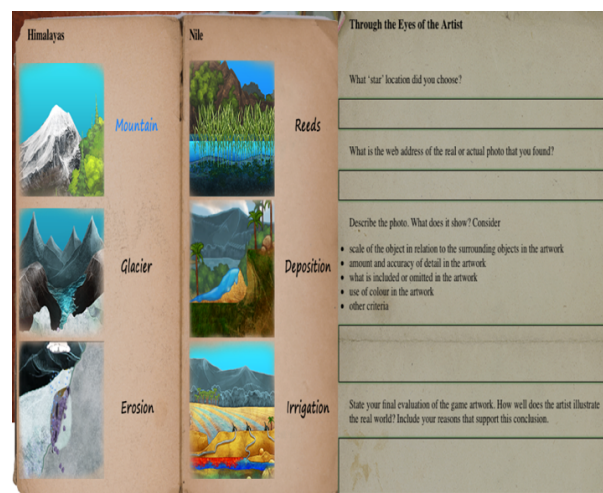 Himalayas
Mountain
Glacier
Erosion
Nile
Reeds
Deposition
Irrigation
Through the Eyes of the Artist
What ‘star’ location did you choose?
What is the web address of the real or actual photo that you found?
Describe the photo. What does it show? Consider
• scale of the object in relation to the surrounding objects in the artwork
• amount and accuracy of detail in the artwork
• what is included or omitted in the artwork
• use of colour in the artwork
• other criteria
State your final evaluation of the game artwork. How well does the artist illustrate
the real world? Include your reasons that support this conclusion.